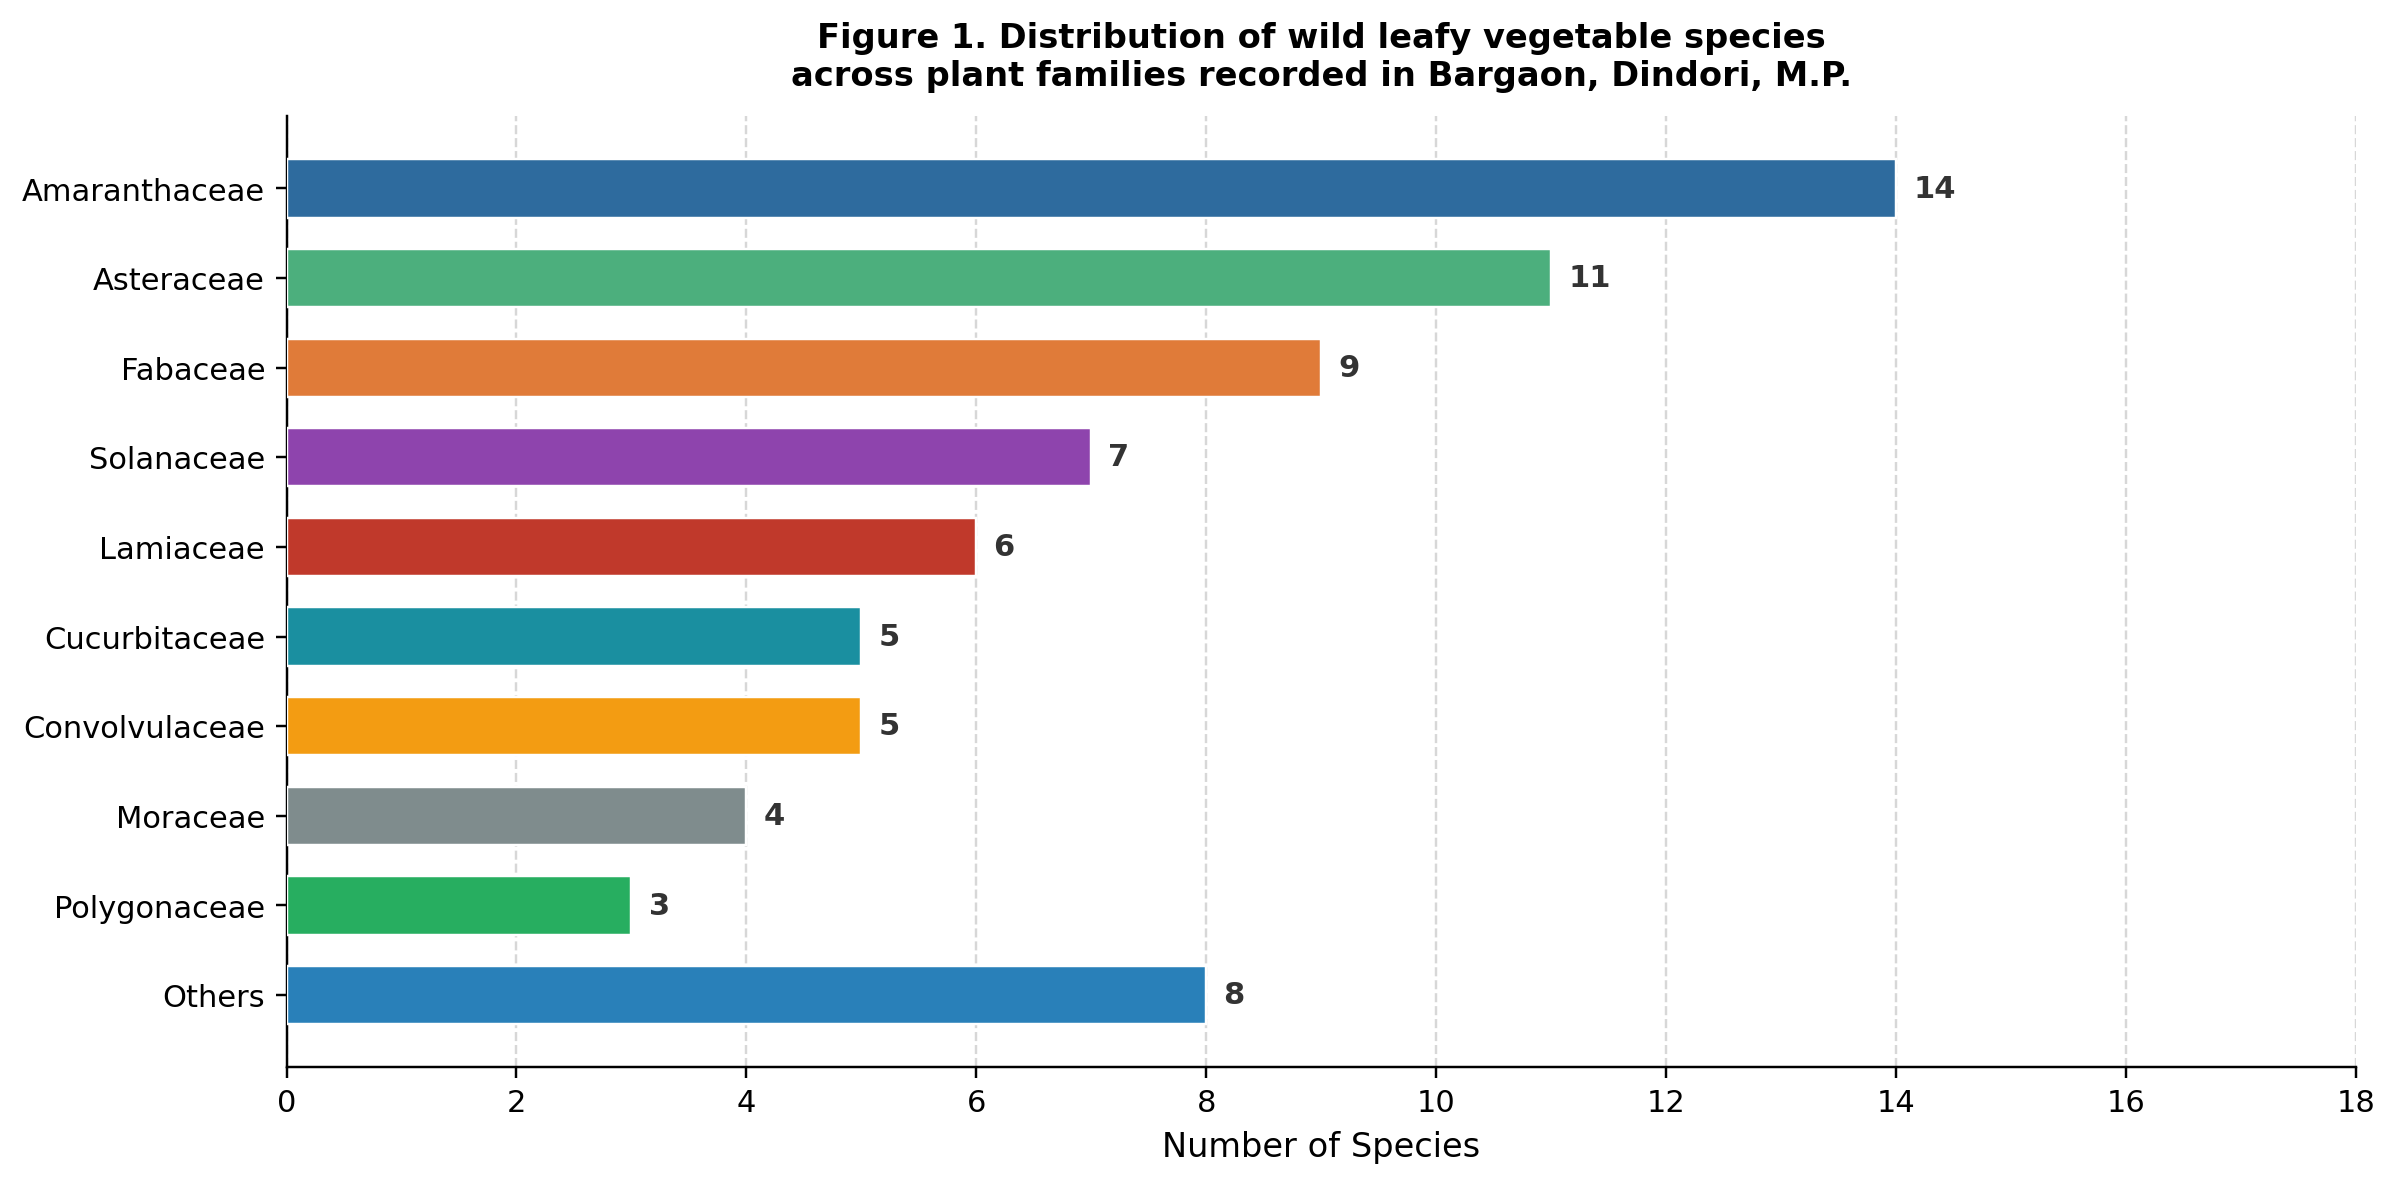 Figure 1. Distribution of wild leafy vegetable species
across plant families recorded in Bargaon, Dindori, M.P.
Amaranthaceae 14
Asteraceae 11
Fabaceae 9
Solanaceae 7
Lamiaceae 6
Cucurbitaceae 5
Convolvulaceae 5
Moraceae 4
Polygonaceae 3
Others 8
0 2 4 6 8 10 12 14 16 18
Number of Species